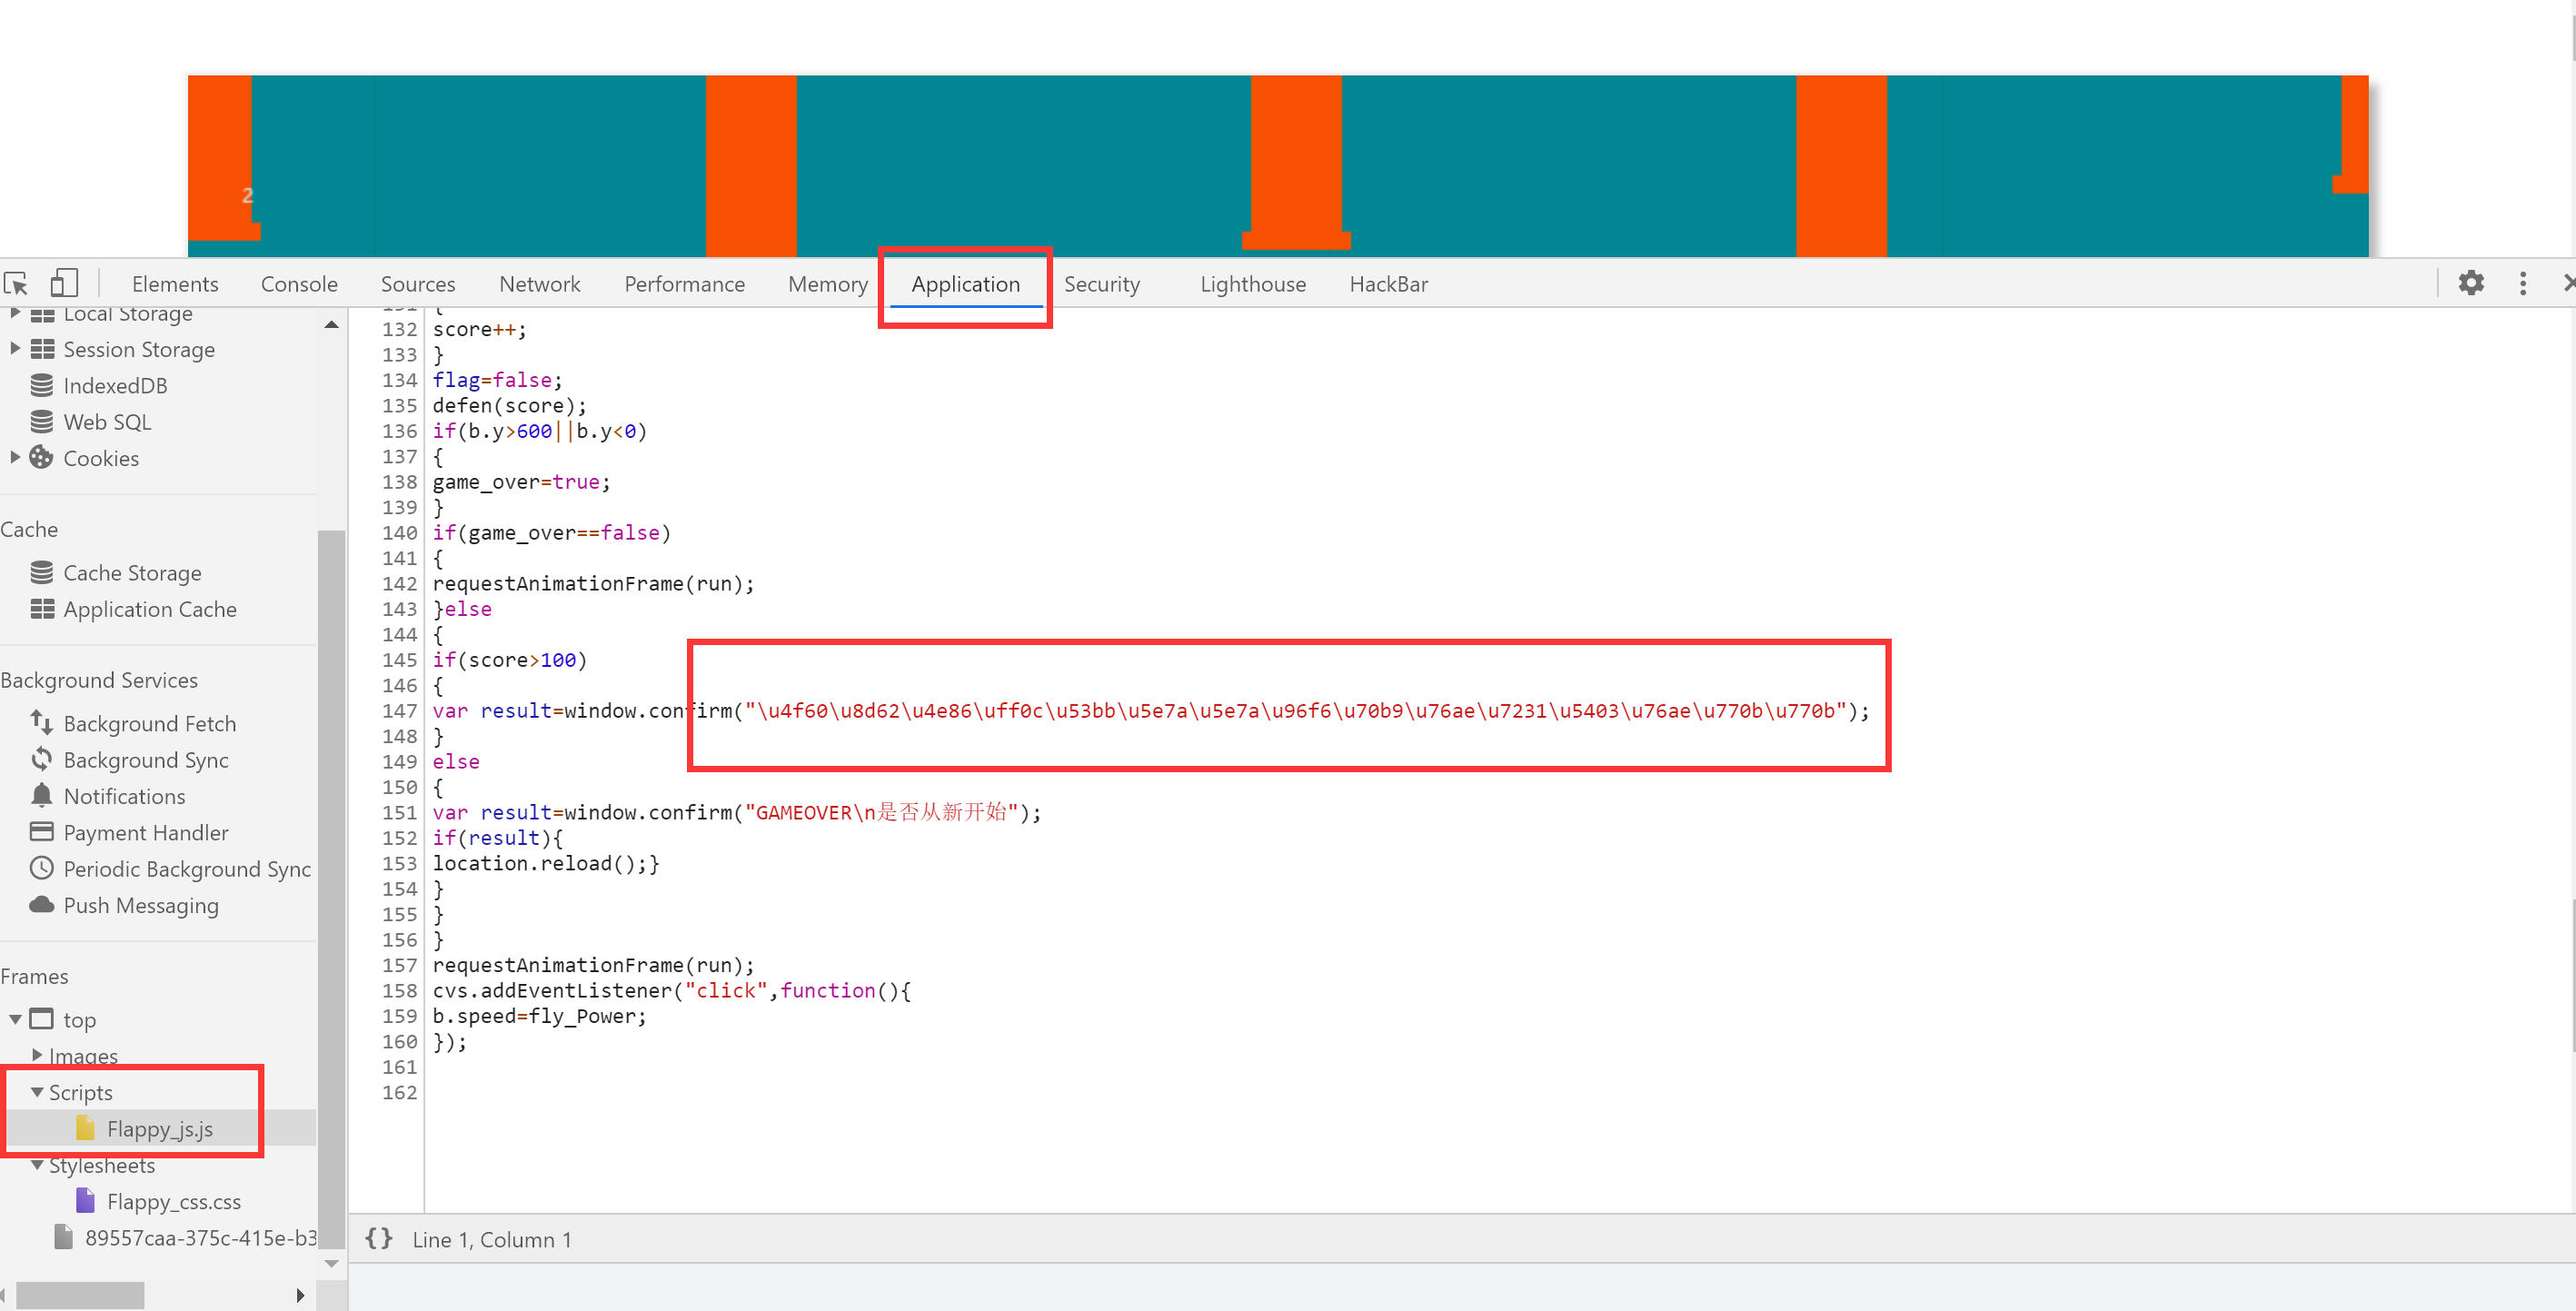 2
Elements Console Sources Network Performance Memory Application Security Lighthouse HackBar
Local Storage
Session Storage
IndexedDB
Web SQL
Cookies
Cache
Cache Storage
Application Cache
Background Services
Background Fetch
Background Sync
Notifications
Payment Handler
Periodic Background Sync
Push Messaging
Frames
top
Images
Scripts
Flappy_js.js
Stylesheets
Flappy_css.css
89557caa-375c-415e-b3
131 {
132 score++;
133 }
134 flag=false;
135 defen(score);
136 if(b.y>600||b.y<0)
137 {
138 game_over=true;
139 }
140 if(game_over==false)
141 {
142 requestAnimationFrame(run);
143 }else
144 {
145 if(score>100)
146 {
147 var result=window.confirm("\u4f60\u8d62\u4e86\uff0c\u53bb\u5e7a\u5e7a\u96f6\u70b9\u76ae\u7231\u5403\u76ae\u770b\u770b");
148 }
149 else
150 {
151 var result=window.confirm("GAMEOVER\n是否从新开始");
152 if(result){
153 location.reload();}
154 }
155 }
156 }
157 requestAnimationFrame(run);
158 cvs.addEventListener("click",function(){
159 b.speed=fly_Power;
160 });
161
162
{} Line 1, Column 1